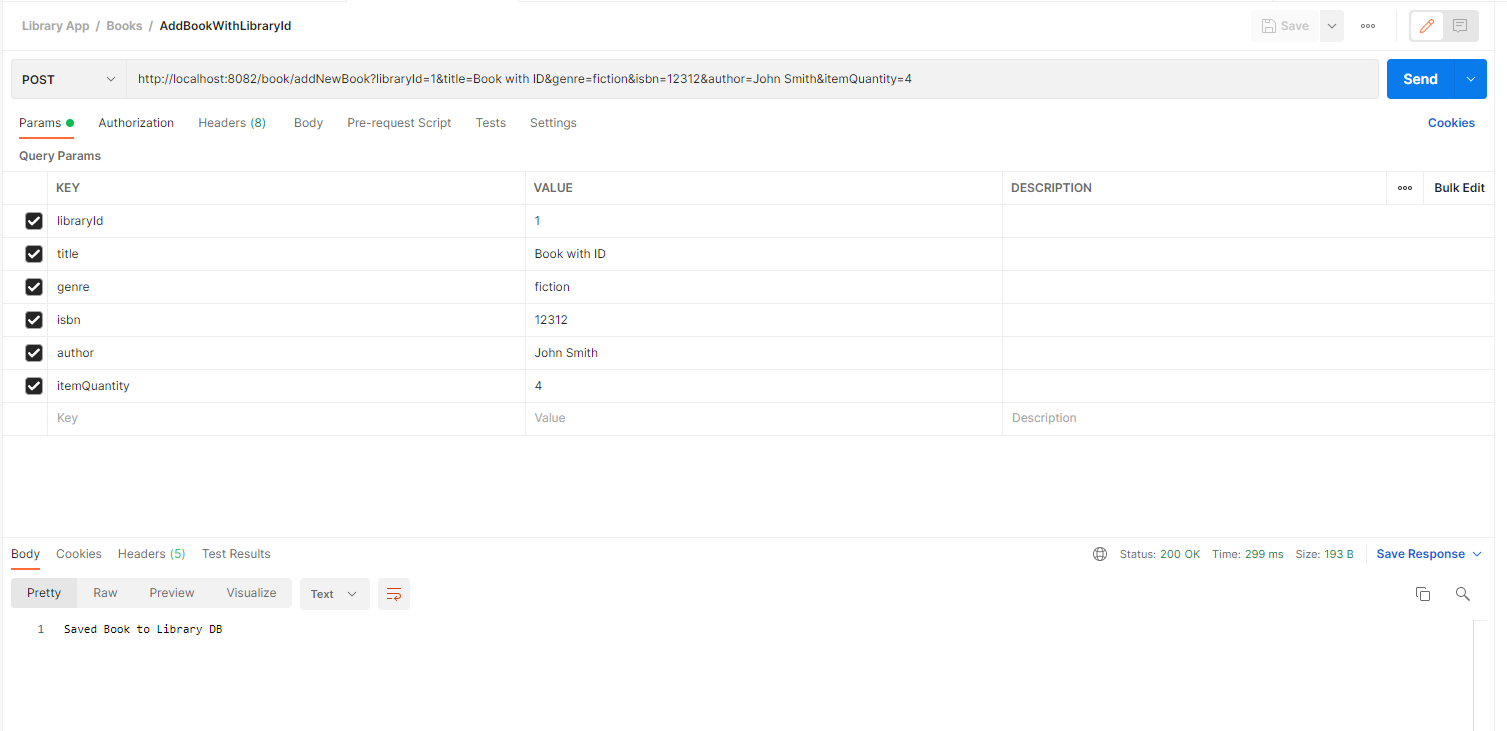 Library App / Books / AddBookWithLibraryId
Save
POST
http://localhost:8082/book/addNewBook?libraryId=1&title=Book with ID&genre=fiction&isbn=12312&author=John Smith&itemQuantity=4
Send
Params Authorization Headers (8) Body Pre-request Script Tests Settings Cookies
Query Params
KEY VALUE DESCRIPTION Bulk Edit
libraryId 1
title Book with ID
genre fiction
isbn 12312
author John Smith
itemQuantity 4
Key Value Description
Body Cookies Headers (5) Test Results Status: 200 OK Time: 299 ms Size: 193 B Save Response
Pretty Raw Preview Visualize Text
1 Saved Book to Library DB